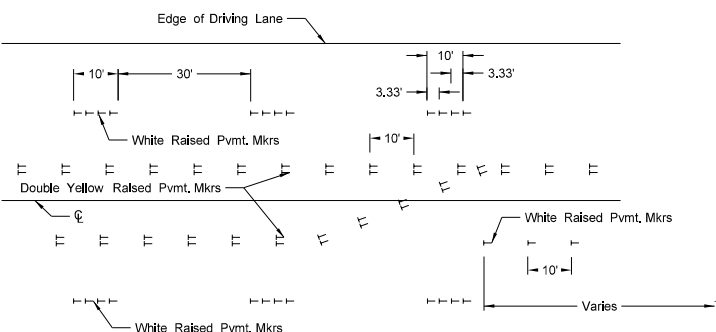 Edge of Driving Lane
10'
30'
10'
3.33'
3.33'
White Raised Pvmt. Mkrs
10'
Double Yellow Raised Pvmt. Mkrs
℄
White Raised Pvmt. Mkrs
10'
Varies
White Raised Pvmt. Mkrs